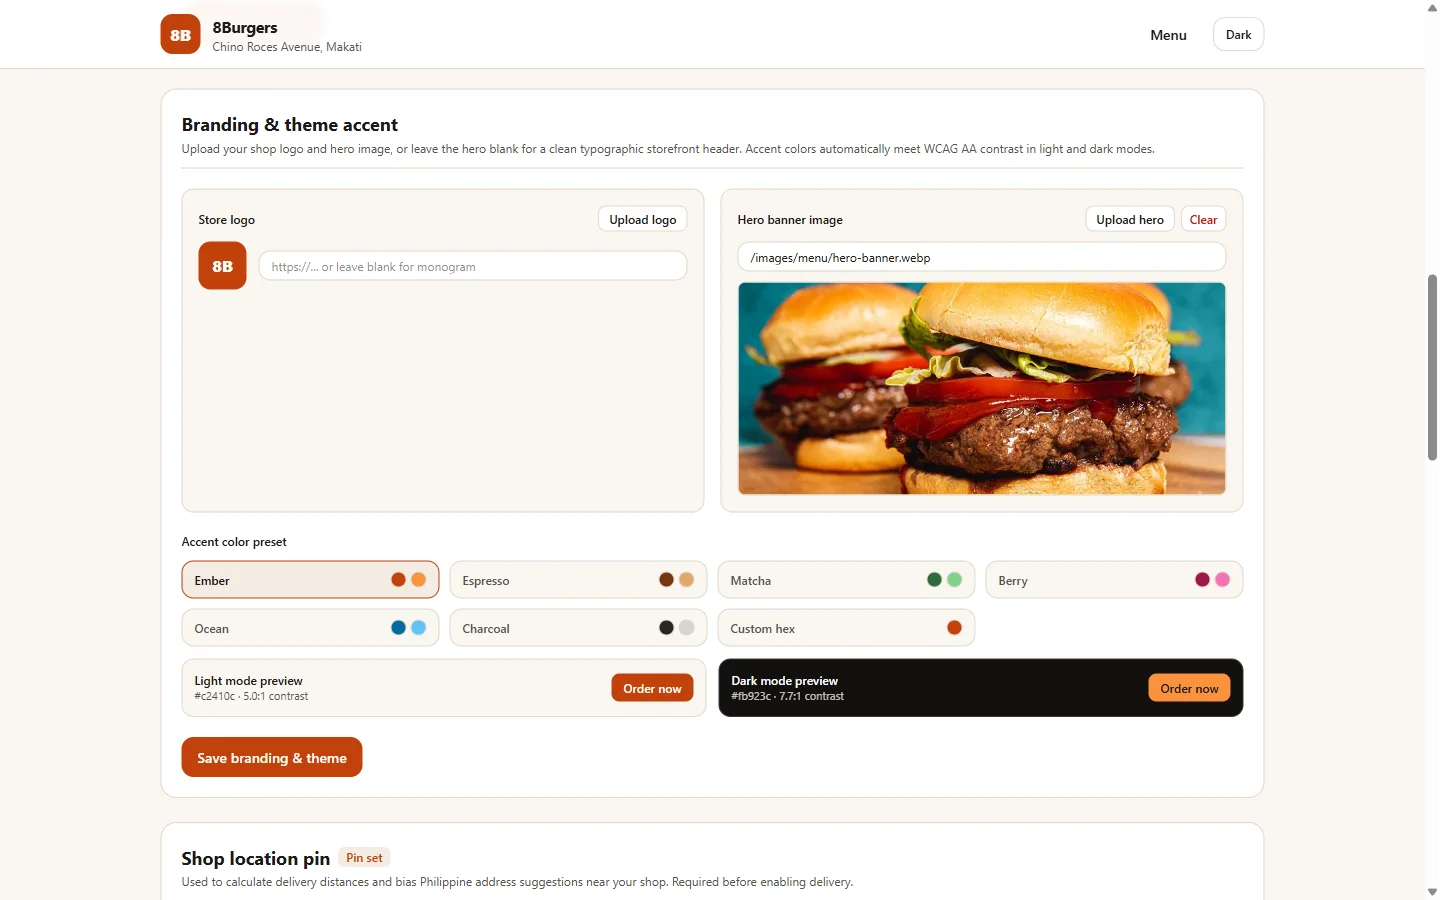 8B
8Burgers
Chino Roces Avenue, Makati
Menu
Dark
Branding & theme accent
Upload your shop logo and hero image, or leave the hero blank for a clean typographic storefront header. Accent colors automatically meet WCAG AA contrast in light and dark modes.
Store logo
Upload logo
8B
https://... or leave blank for monogram
Hero banner image
Upload hero
Clear
/images/menu/hero-banner.webp
Accent color preset
Ember
Espresso
Matcha
Berry
Ocean
Charcoal
Custom hex
Light mode preview
#c2410c · 5.0:1 contrast
Order now
Dark mode preview
#fb923c · 7.7:1 contrast
Order now
Save branding & theme
Shop location pin
Pin set
Used to calculate delivery distances and bias Philippine address suggestions near your shop. Required before enabling delivery.